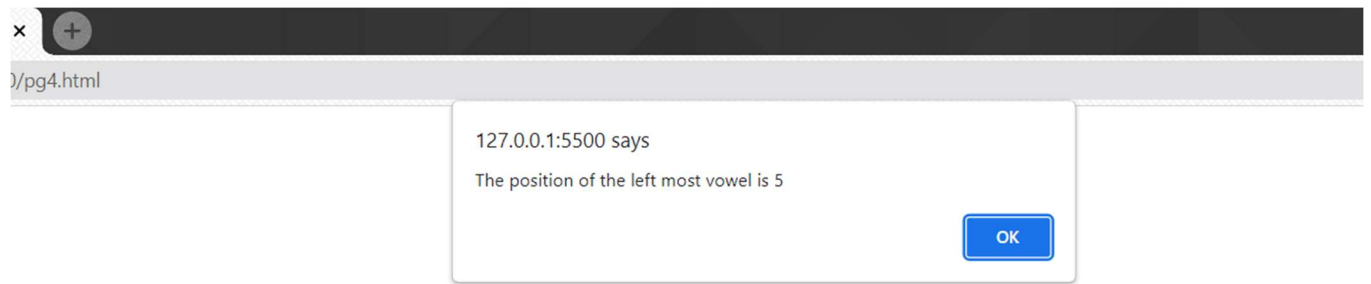 /pg4.html
127.0.0.1:5500 says
The position of the left most vowel is 5
OK